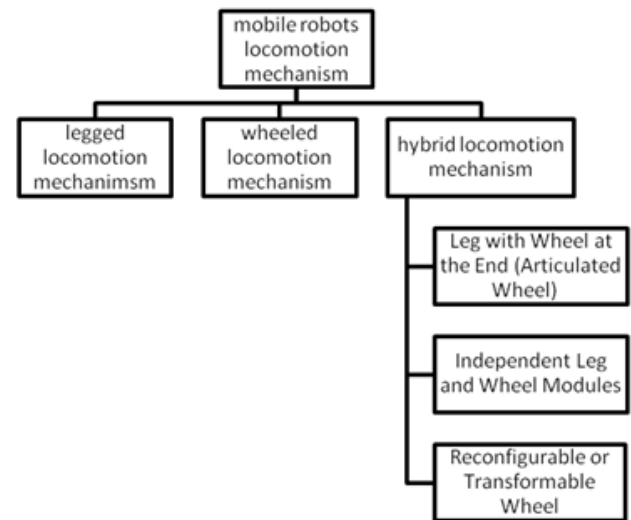 mobile robots
locomotion
mechanism
legged
locomotion
mechanimsm
wheeled
locomotion
mechanism
hybrid locomotion
mechanism
Leg with Wheel at
the End (Articulated
Wheel)
Independent Leg
and Wheel Modules
Reconfigurable or
Transformable
Wheel